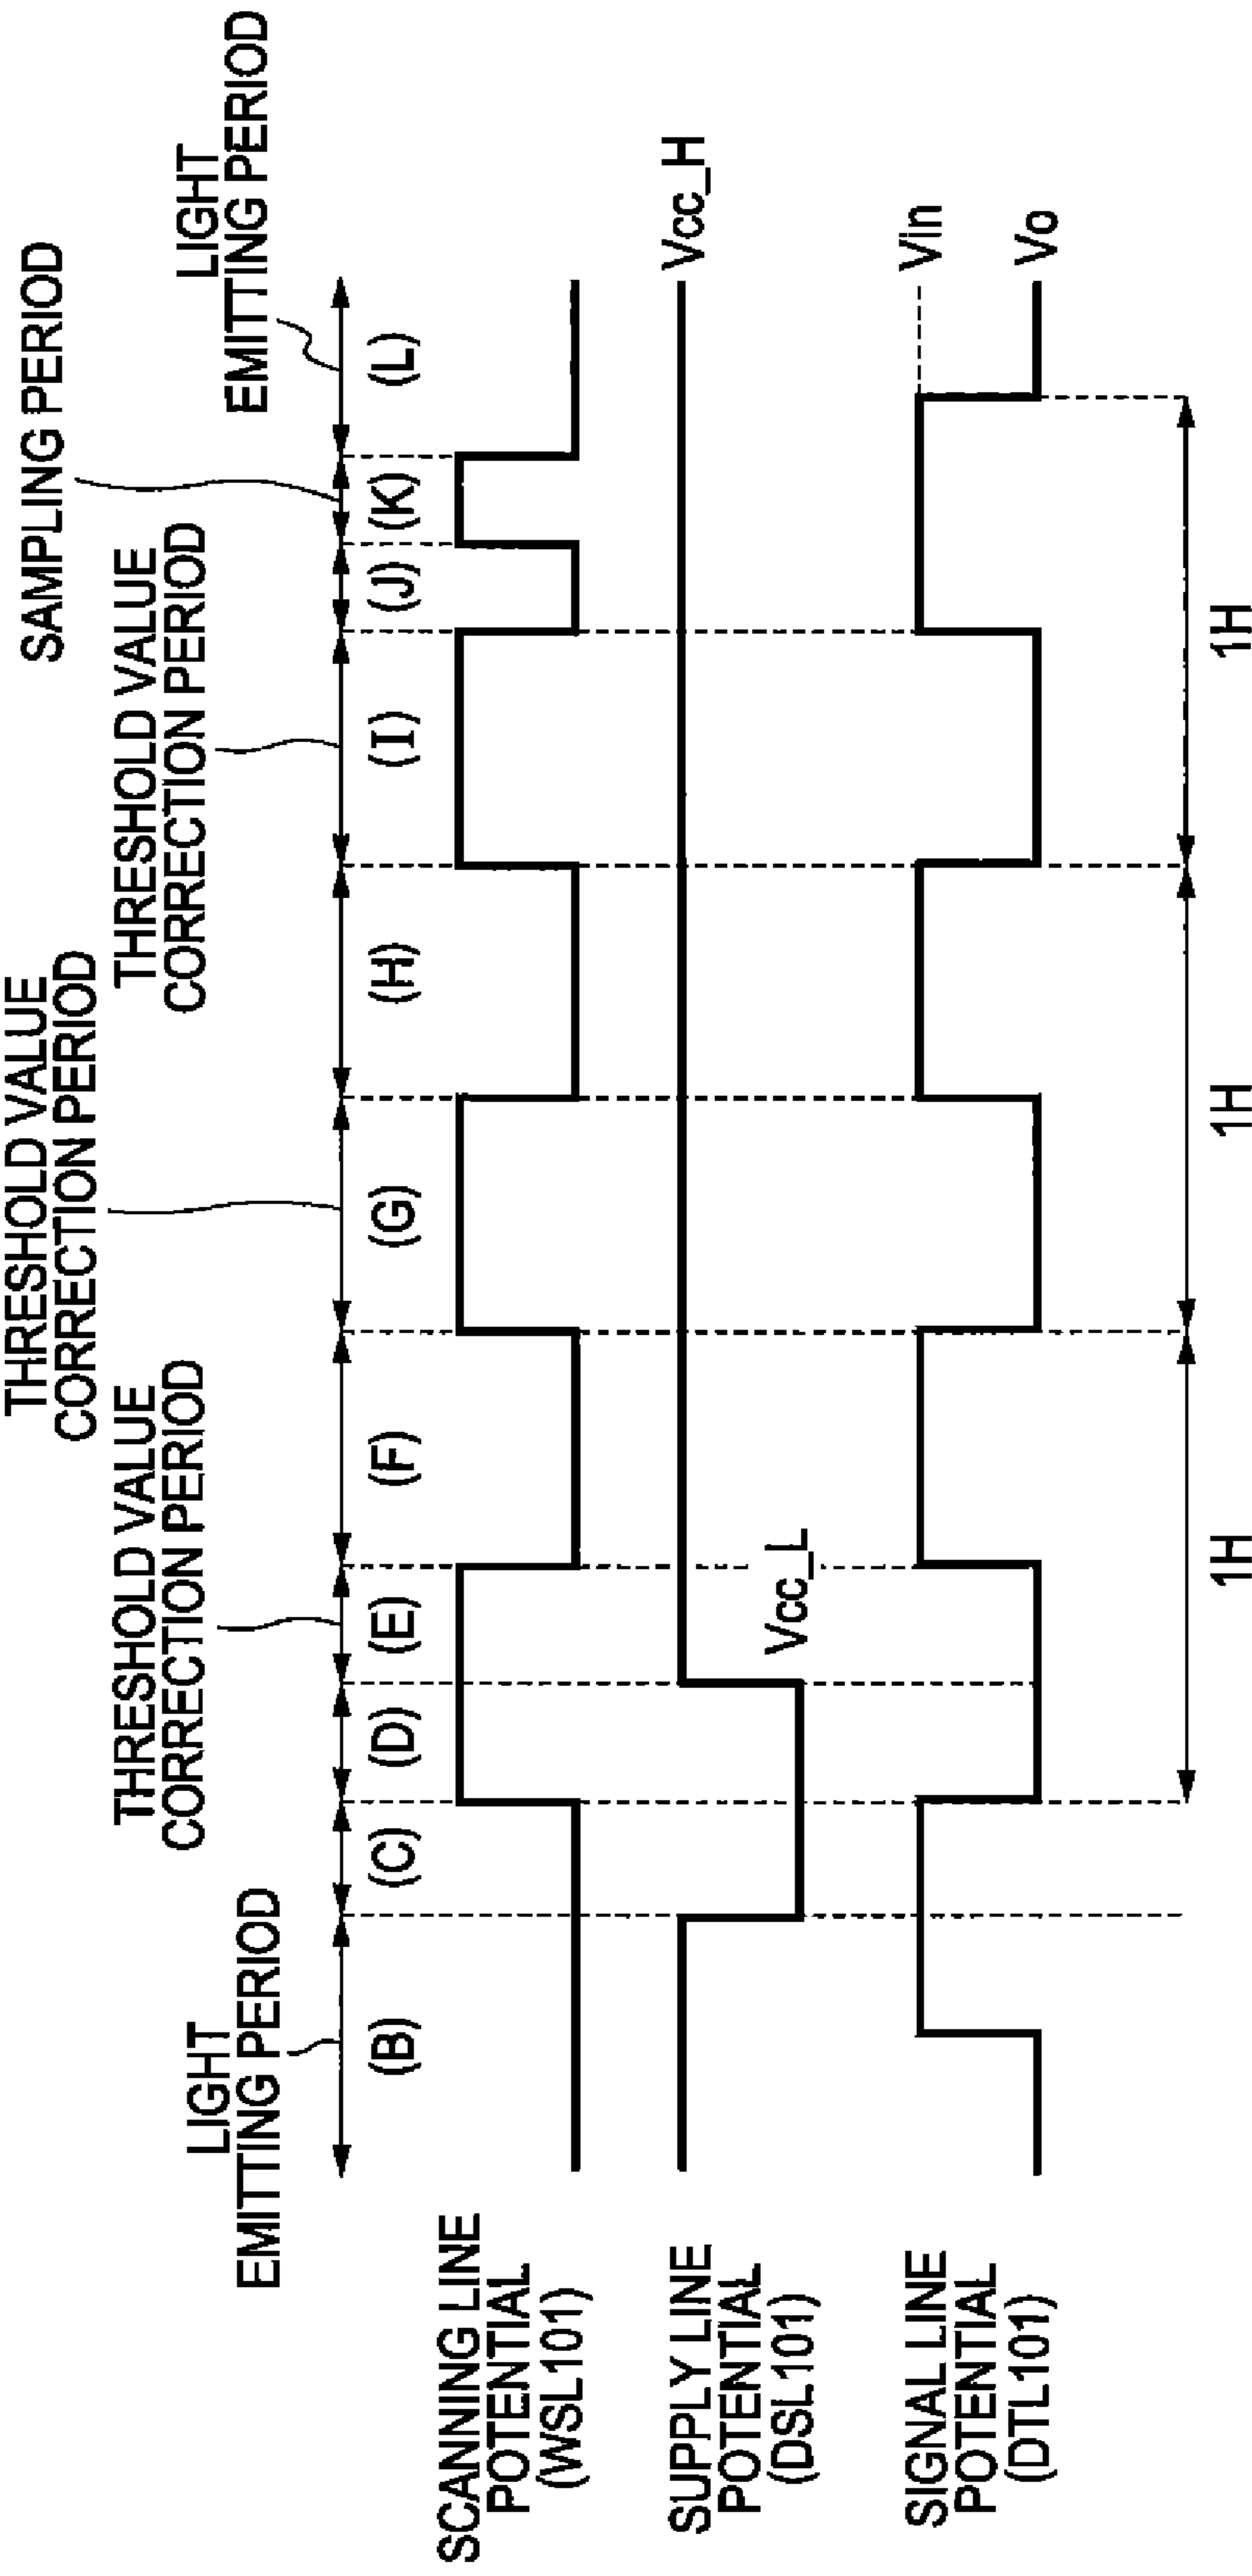 LIGHT
EMITTING PERIOD
THRESHOLD VALUE
CORRECTION PERIOD
THRESHOLD VALUE
CORRECTION PERIOD
THRESHOLD VALUE
CORRECTION PERIOD
SAMPLING PERIOD
LIGHT
EMITTING PERIOD
(B)
(C)
(D)
(E)
(F)
(G)
(H)
(I)
(J)
(K)
(L)
SCANNING LINE
POTENTIAL
(WSL101)
SUPPLY LINE
POTENTIAL
(DSL101)
Vcc_L
Vcc_H
SIGNAL LINE
POTENTIAL
(DTL101)
Vin
Vo
1H
1H
1H